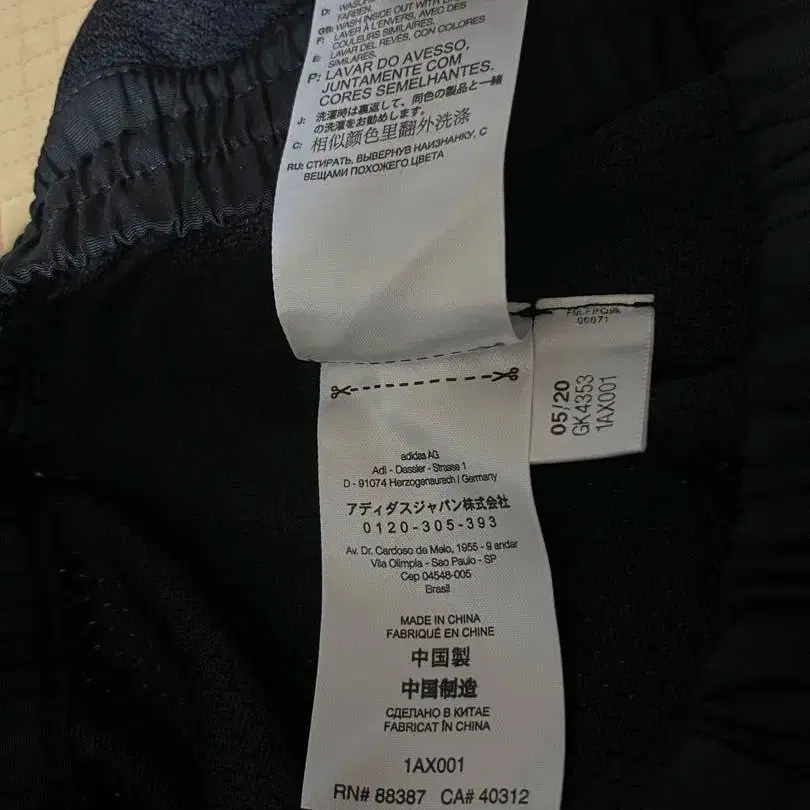 D: WASCHEN
FARBEN.
GB: WASH INSIDE OUT WITH
F: LAVER À L'ENVERS, AVEC DES
COULEURS SIMILAIRES.
E: LAVAR DEL REVÉS, CON COLORES
SIMILARES.
P: LAVAR DO AVESSO,
JUNTAMENTE COM
CORES SEMELHANTES.
J: 洗濯時は裏返して、同色の製品と一緒
の洗濯をお勧めします.
C: 相似颜色里翻外洗涤
RU: СТИРАТЬ, ВЫВЕРНУВ НАИЗНАНКУ, С
ВЕЩАМИ ПОХОЖЕГО ЦВЕТА
05/20
GK4353
1AX001
adidas AG
Adi - Dassler - Strasse 1
D - 91074 Herzogenaurach / Germany
アディダスジャパン株式会社
0120-305-393
Av. Dr. Cardoso de Melo, 1955 - 9 andar
Vila Olimpia - Sao Paulo - SP
Cep 04548-005
Brasil
MADE IN CHINA
FABRIQUÉ EN CHINE
中国製
中国制造
СДЕЛАНО В КИТАЕ
FABRICAT ÎN CHINA
1AX001
RN# 88387 CA# 40312